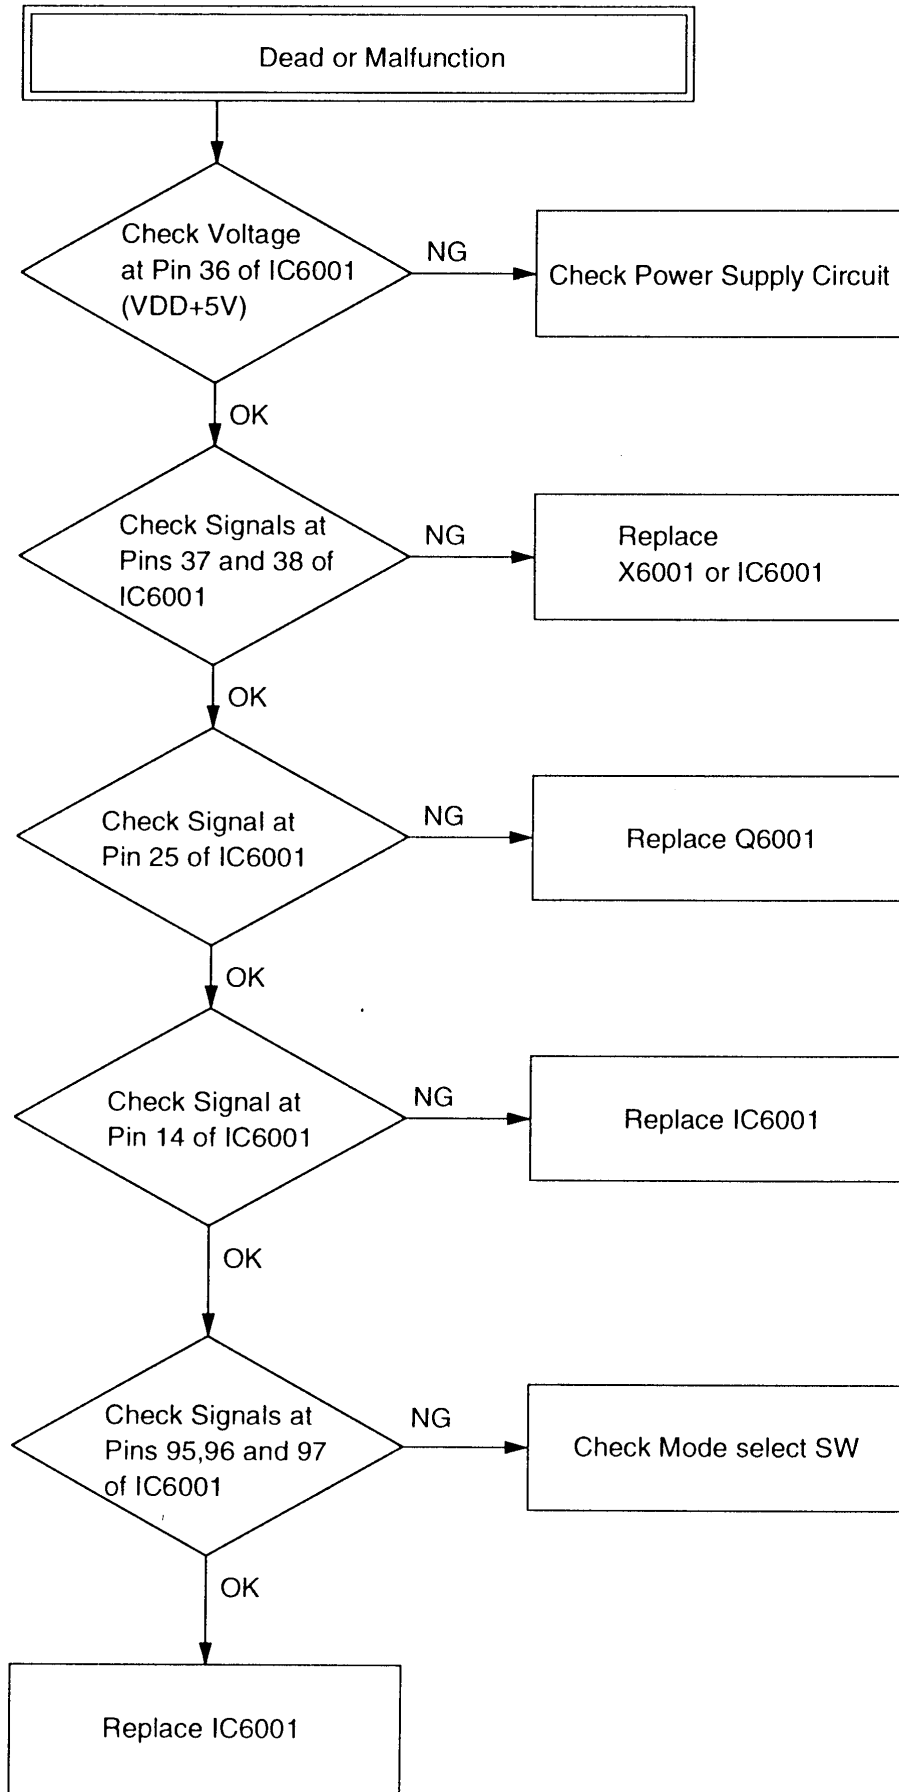 Dead or Malfunction
Check Voltage
at Pin 36 of IC6001
(VDD+5V)
NG
Check Power Supply Circuit
OK
Check Signals at
Pins 37 and 38 of
IC6001
NG
Replace
X6001 or IC6001
OK
Check Signal at
Pin 25 of IC6001
NG
Replace Q6001
OK
Check Signal at
Pin 14 of IC6001
NG
Replace IC6001
OK
Check Signals at
Pins 95,96 and 97
of IC6001
NG
Check Mode select SW
OK
Replace IC6001